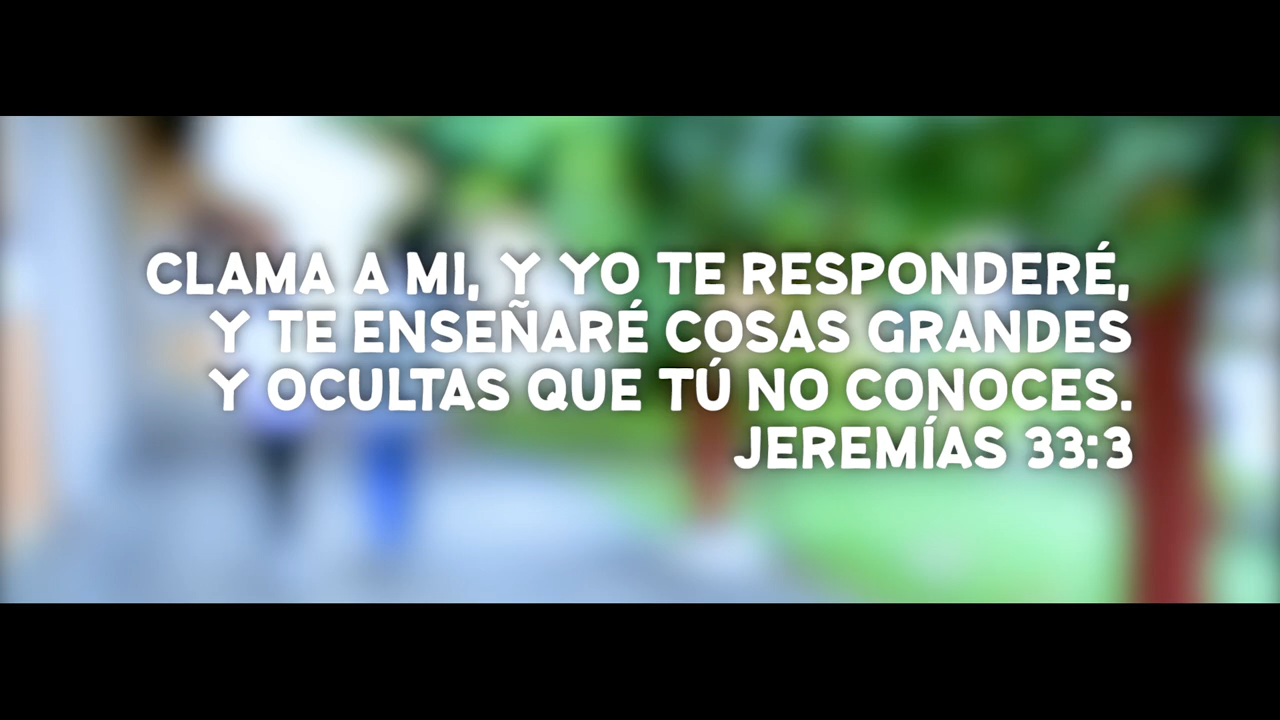 CLAMA A MI, Y YO TE RESPONDERÉ,
Y TE ENSEÑARÉ COSAS GRANDES
Y OCULTAS QUE TÚ NO CONOCES.
JEREMÍAS 33:3